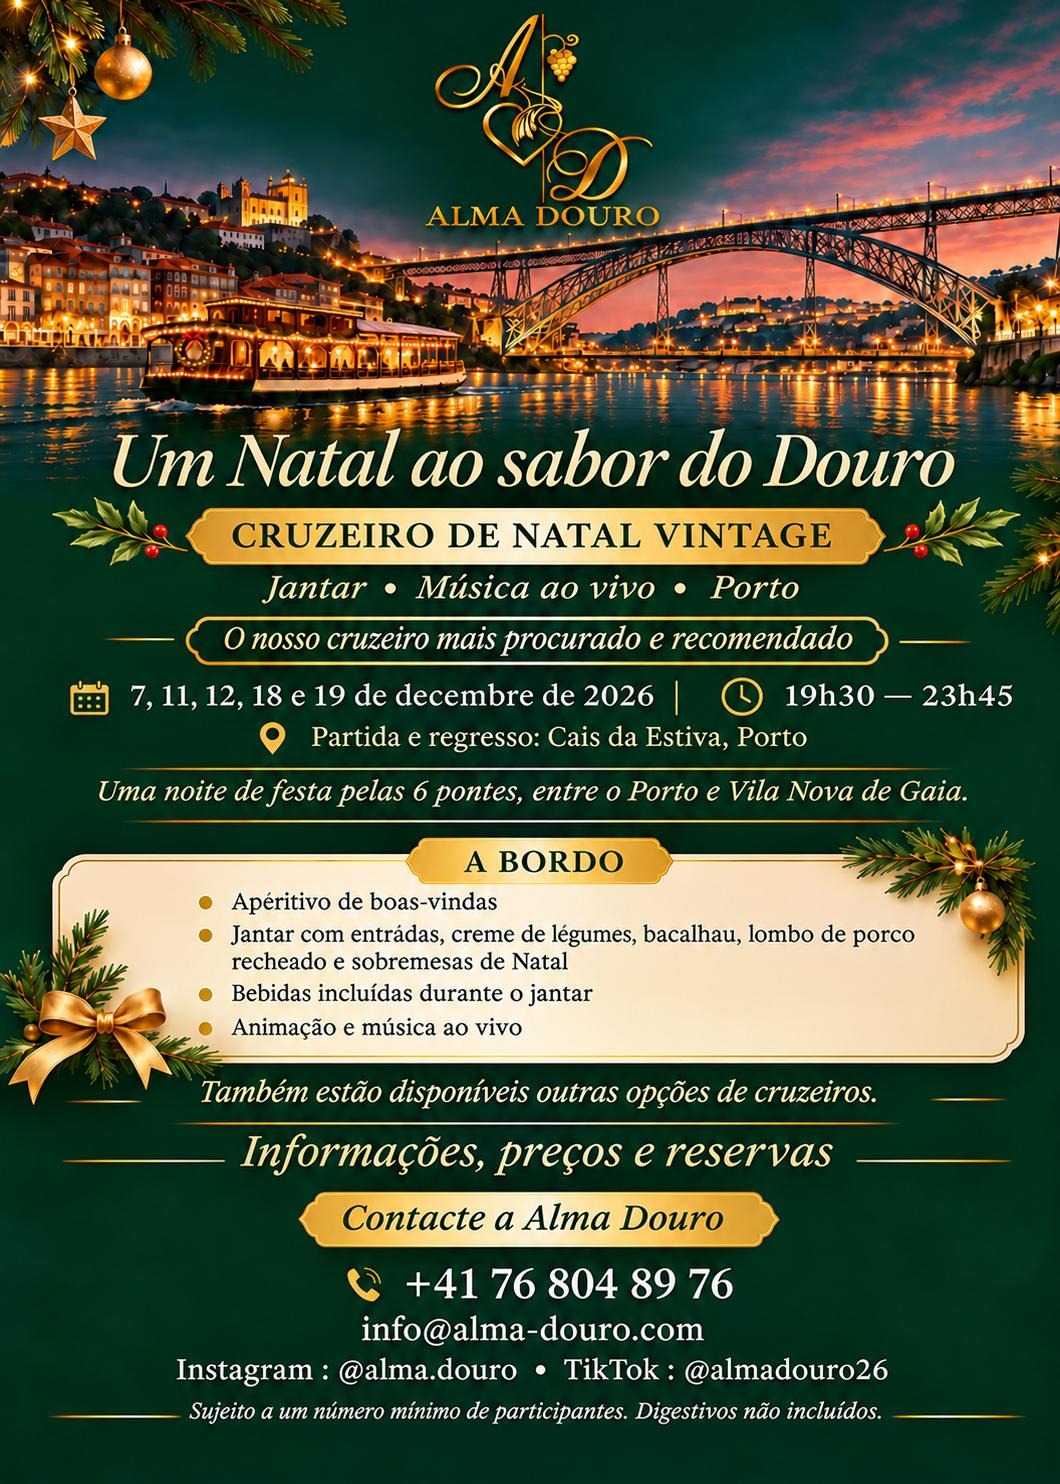 A D
ALMA DOURO
Um Natal ao sabor do Douro
CRUZEIRO DE NATAL VINTAGE
Jantar • Música ao vivo • Porto
O nosso cruzeiro mais procurado e recomendado
7, 11, 12, 18 e 19 de decembre de 2026 | 19h30 — 23h45
Partida e regresso: Cais da Estiva, Porto
Uma noite de festa pelas 6 pontes, entre o Porto e Vila Nova de Gaia.
A BORDO
• Apéritivo de boas-vindas
• Jantar com entrádas, creme de légumes, bacalhau, lombo de porco
recheado e sobremesas de Natal
• Bebidas incluídas durante o jantar
• Animação e música ao vivo
Também estão disponíveis outras opções de cruzeiros.
Informações, preços e reservas
Contacte a Alma Douro
+41 76 804 89 76
info@alma-douro.com
Instagram : @alma.douro • TikTok : @almadouro26
Sujeito a um número mínimo de participantes. Digestivos não incluídos.